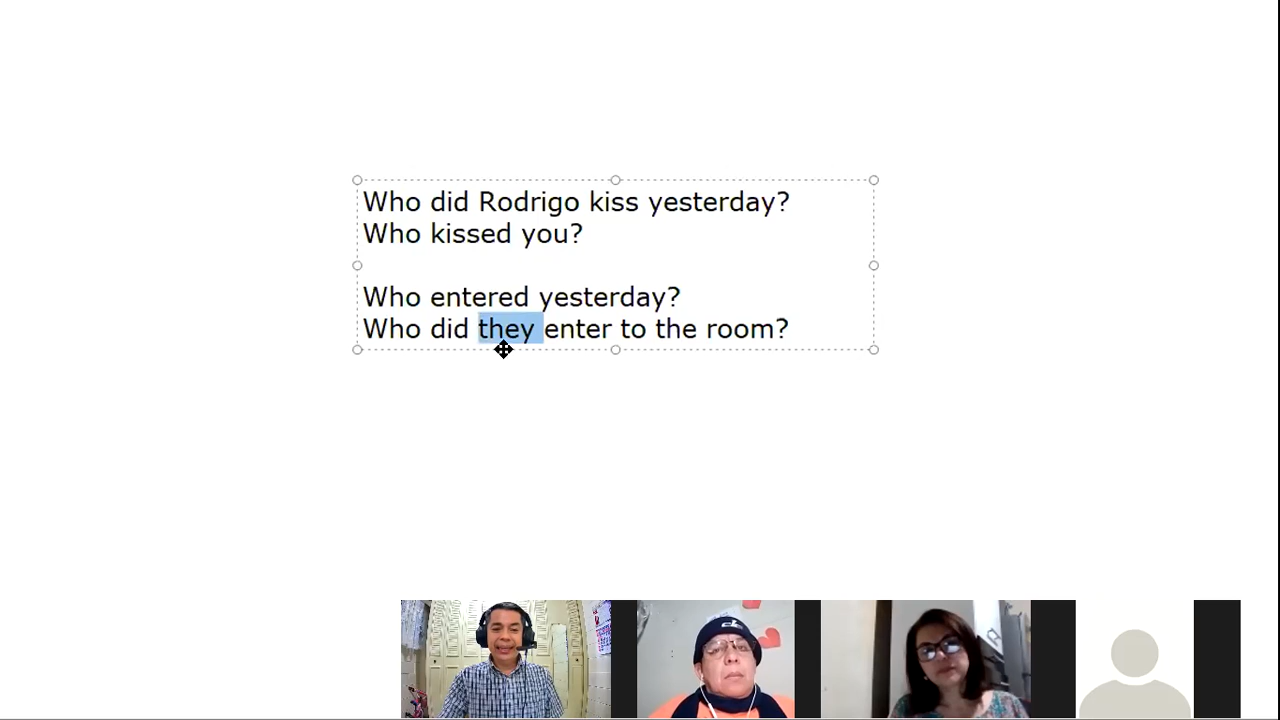 Who did Rodrigo kiss yesterday?
Who kissed you?
Who entered yesterday?
Who did they enter to the room?